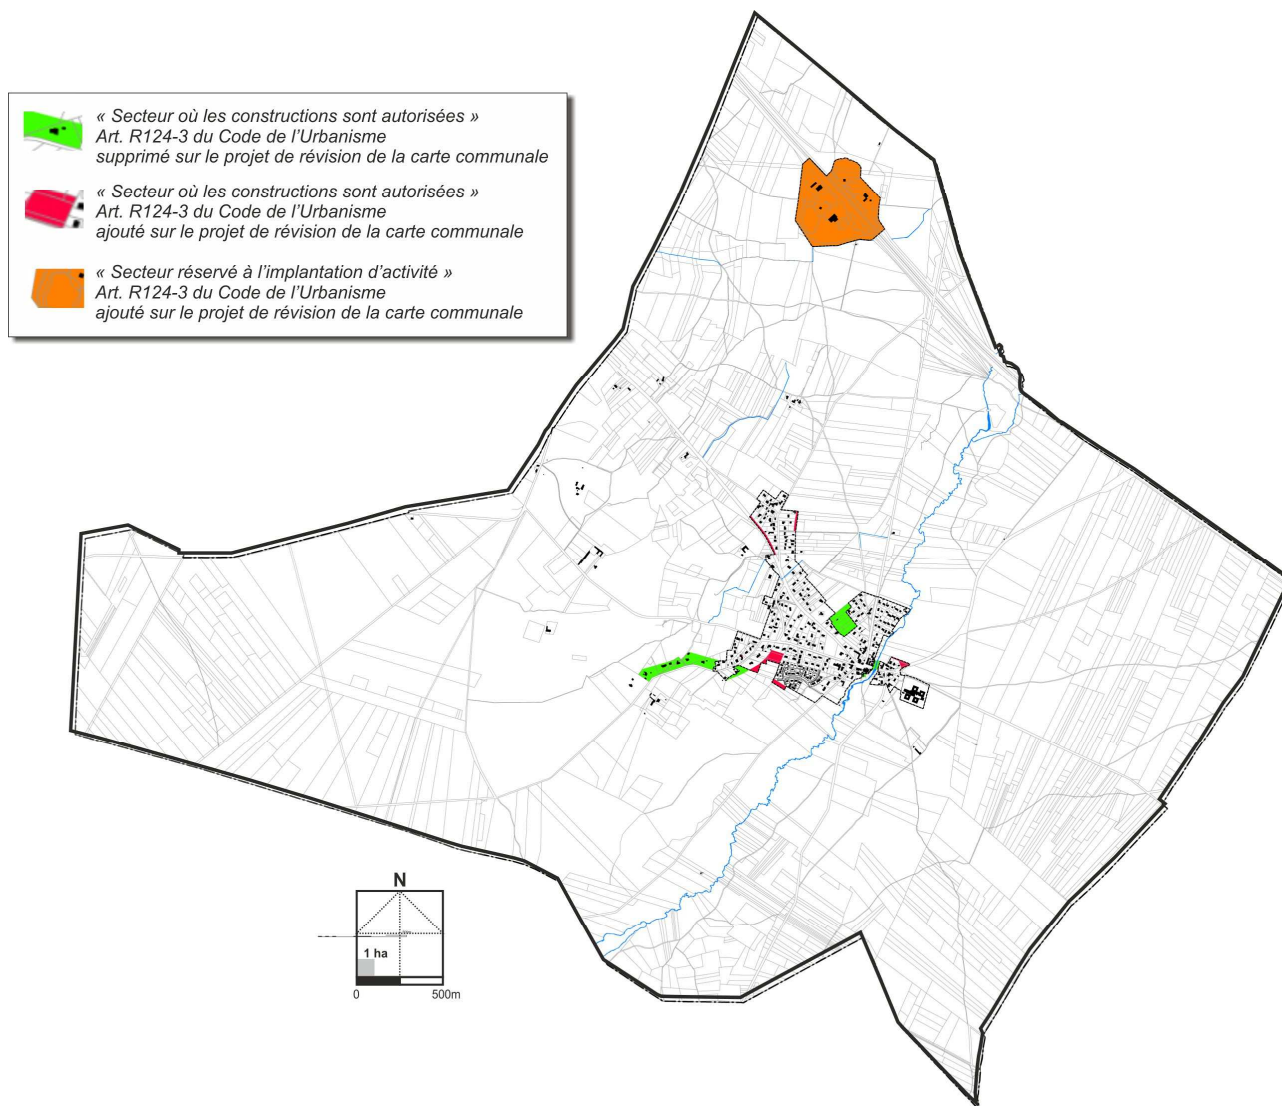 « Secteur où les constructions sont autorisées »
Art. R124-3 du Code de l’Urbanisme
supprimé sur le projet de révision de la carte communale
« Secteur où les constructions sont autorisées »
Art. R124-3 du Code de l’Urbanisme
ajouté sur le projet de révision de la carte communale
« Secteur réservé à l’implantation d’activité »
Art. R124-3 du Code de l’Urbanisme
ajouté sur le projet de révision de la carte communale
N
1 ha
0 500m